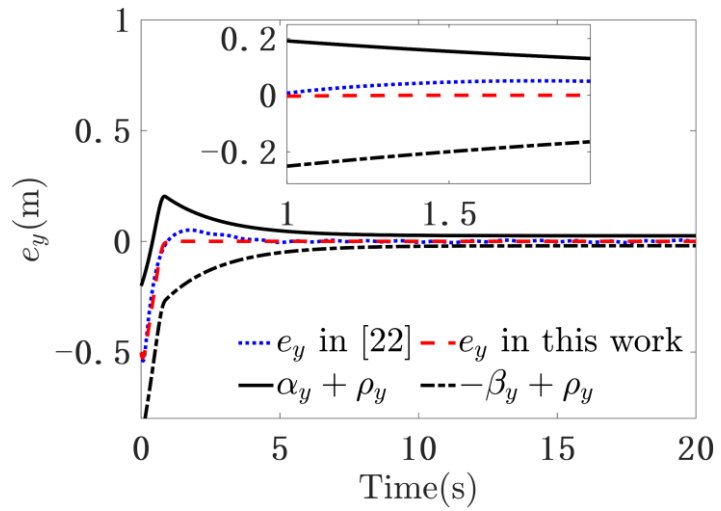 1
0.5
0
−0.5
e_y(m)
0.2
0
−0.2
1
1.5
e_y in [22]
e_y in this work
α_y + ρ_y
−β_y + ρ_y
0
5
10
15
20
Time(s)